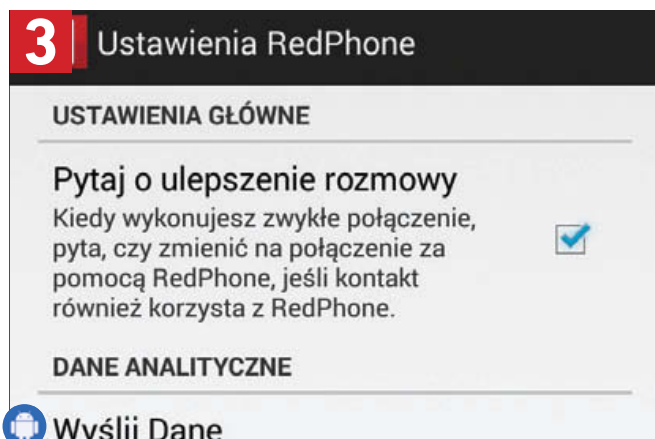 3
Ustawienia RedPhone
USTAWIENIA GŁÓWNE
Pytaj o ulepszenie rozmowy
Kiedy wykonujesz zwykłe połączenie,
pyta, czy zmienić na połączenie za
pomocą RedPhone, jeśli kontakt
również korzysta z RedPhone.
DANE ANALITYCZNE
Wyślij Dane